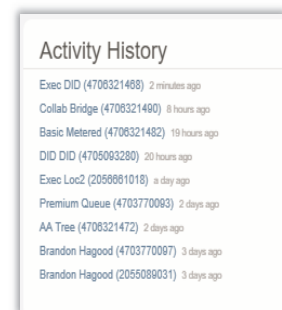 Activity History
Exec DID (4706321468) 2 minutes ago
Collab Bridge (4706321490) 8 hours ago
Basic Metered (4706321482) 19 hours ago
DID DID (4705093280) 20 hours ago
Exec Loc2 (2056661018) a day ago
Premium Queue (4703770093) 2 days ago
AA Tree (4706321472) 2 days ago
Brandon Hagood (4703770097) 3 days ago
Brandon Hagood (2055089031) 3 days ago